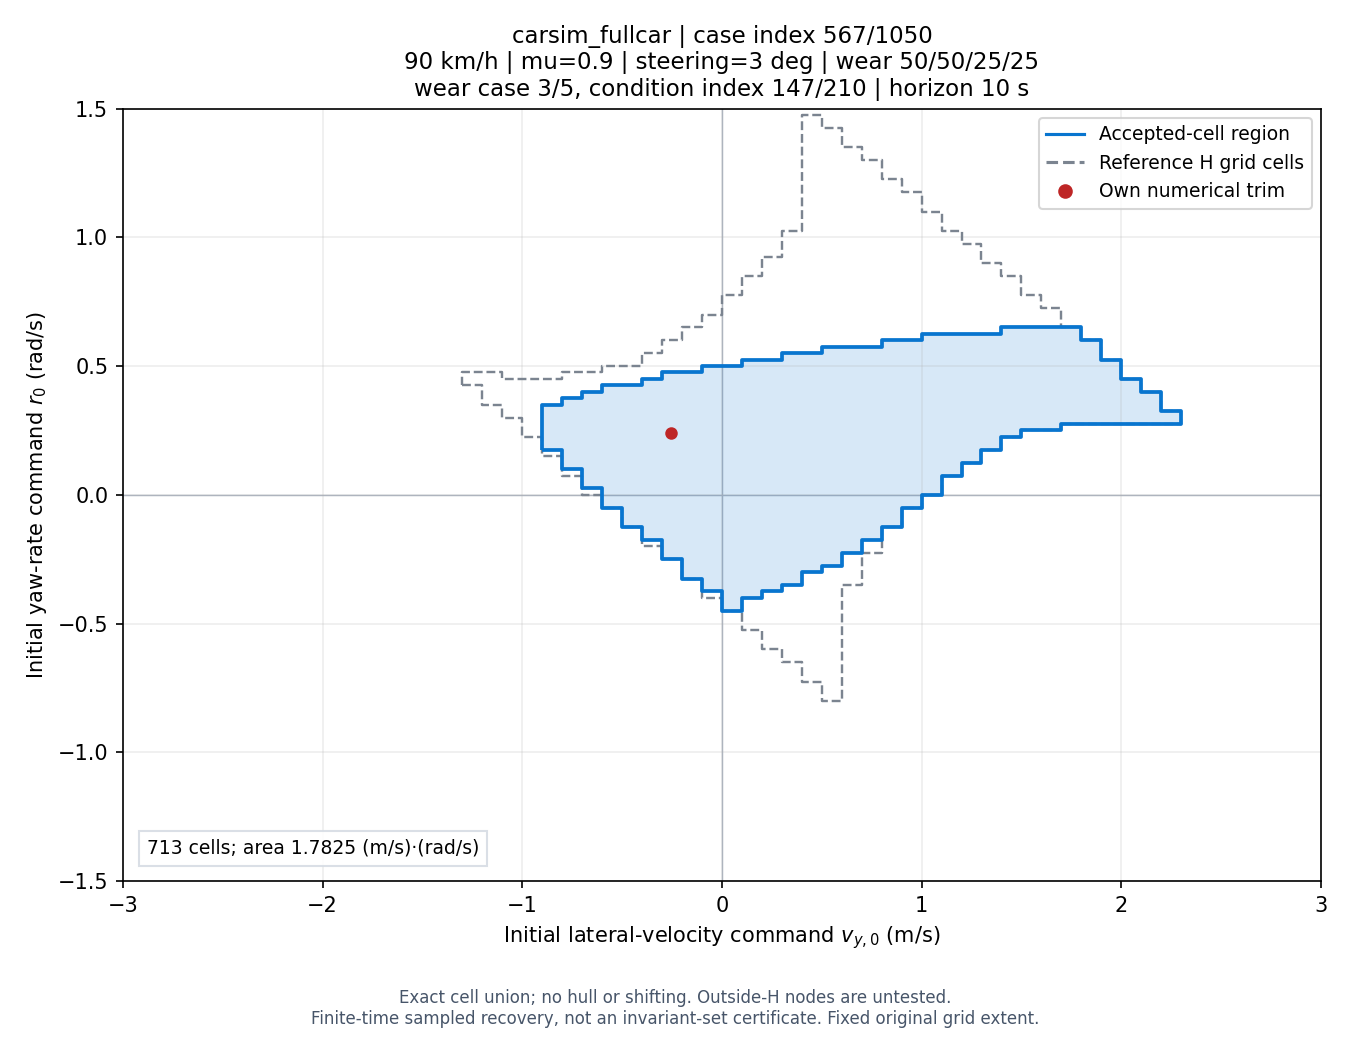 carsim_fullcar | case index 567/1050
90 km/h | mu=0.9 | steering=3 deg | wear 50/50/25/25
wear case 3/5, condition index 147/210 | horizon 10 s
Accepted-cell region
Reference H grid cells
Own numerical trim
1.5
1.0
0.5
0.0
−0.5
−1.0
−1.5
Initial yaw-rate command r₀ (rad/s)
713 cells; area 1.7825 (m/s)·(rad/s)
−3
−2
−1
0
1
2
3
Initial lateral-velocity command v_{y,0} (m/s)
Exact cell union; no hull or shifting. Outside-H nodes are untested.
Finite-time sampled recovery, not an invariant-set certificate. Fixed original grid extent.